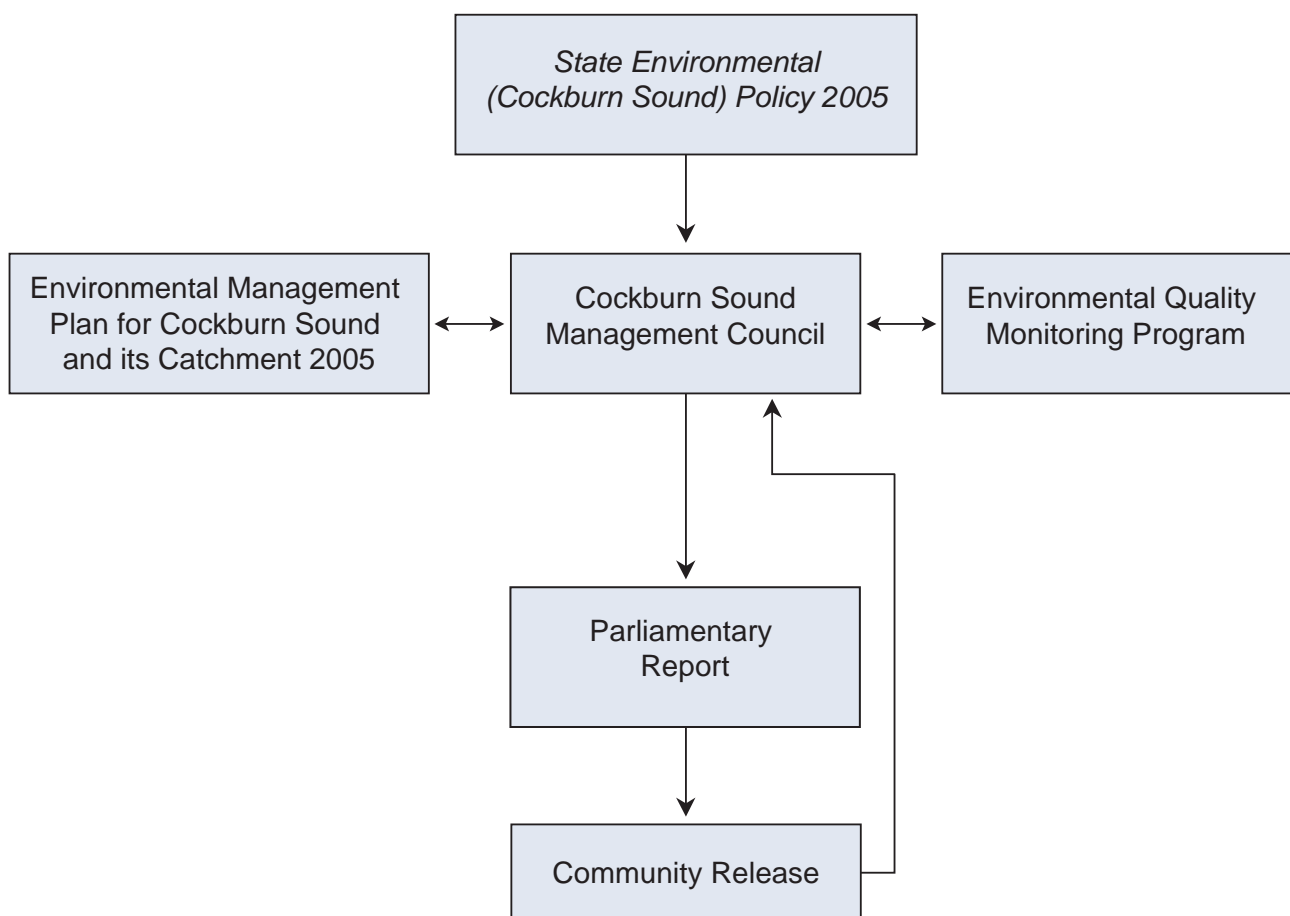 State Environmental
(Cockburn Sound) Policy 2005
Environmental Management
Plan for Cockburn Sound
and its Catchment 2005
Cockburn Sound
Management Council
Environmental Quality
Monitoring Program
Parliamentary
Report
Community Release